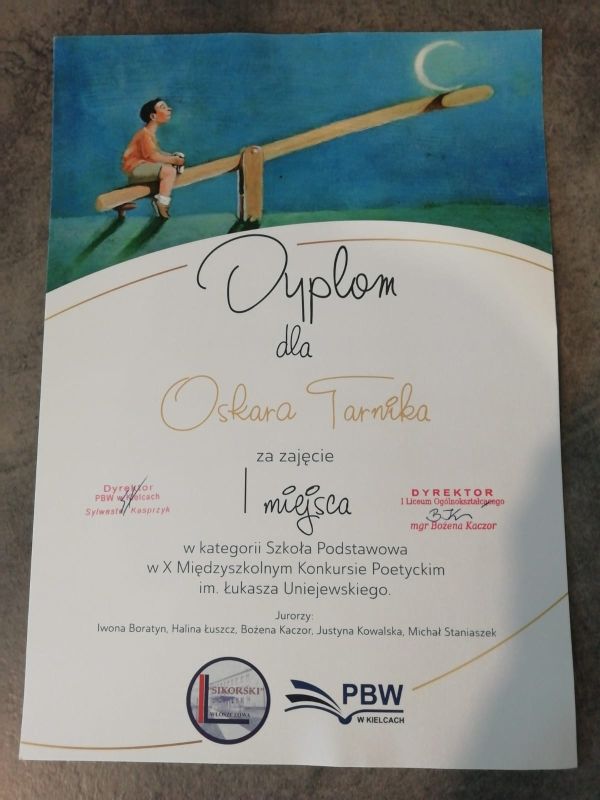 Dyplom
dla
Oskara Tarnika
za zajęcie
I miejsca
Dyrektor
PBW w Kielcach
Sylwester Kasprzyk
DYREKTOR
I Liceum Ogólnokształcącego
mgr Bożena Kaczor
w kategorii Szkoła Podstawowa
w X Międzyszkolnym Konkursie Poetyckim
im. Łukasza Uniejewskiego.
Jurorzy:
Iwona Boratyn, Halina Łuszcz, Bożena Kaczor, Justyna Kowalska, Michał Staniaszek
"SIKORSKI"
WŁOSZCZOWA
PBW
W KIELCACH